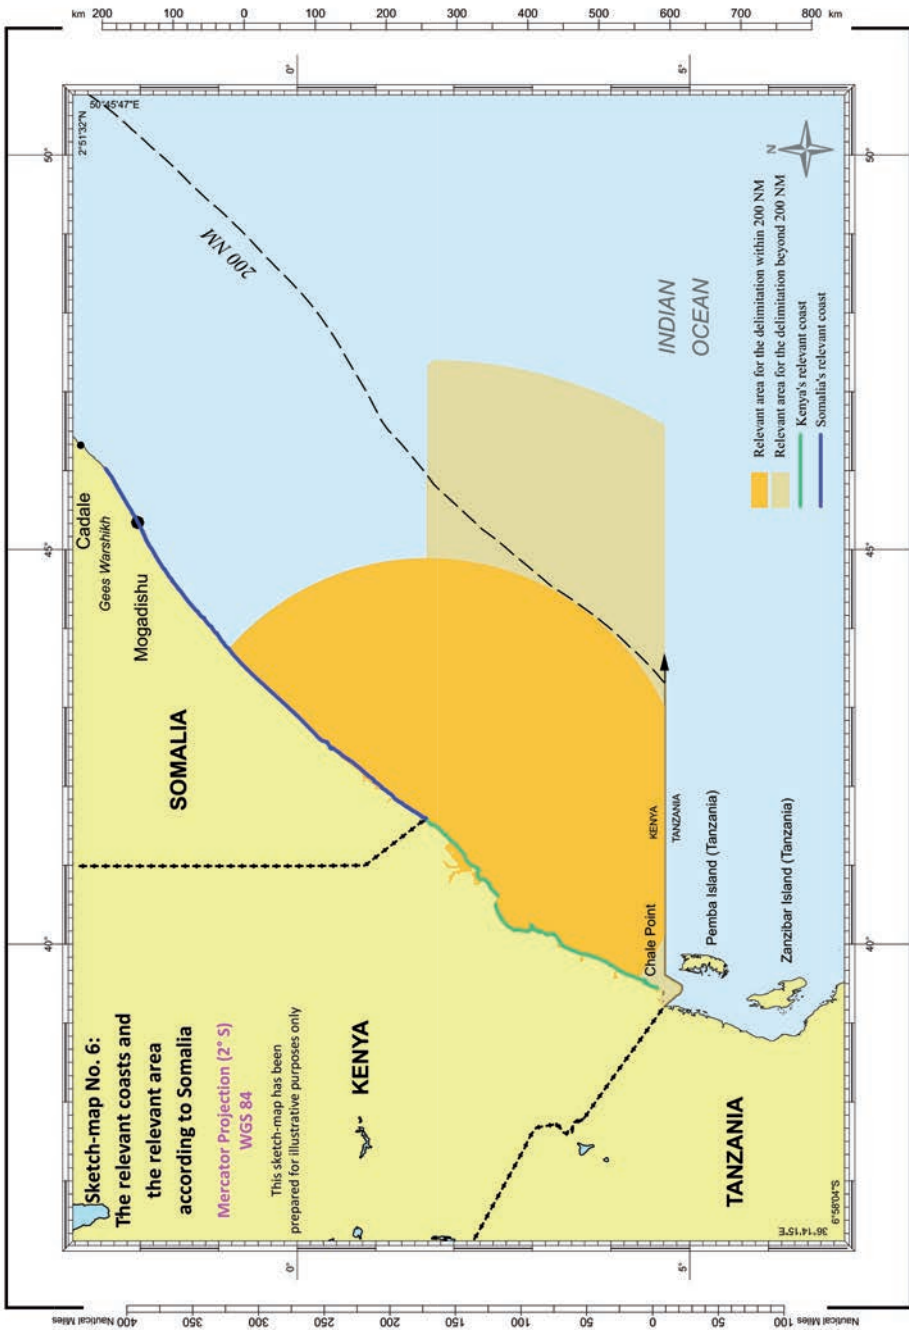 km 200 100 0 100 200 300 400 500 600 700 800 km
0°
5°
2°51'32"N
50°45'47"E
50°
50°
N
200 NM
INDIAN
OCEAN
Relevant area for the delimitation within 200 NM
Relevant area for the delimitation beyond 200 NM
Kenya's relevant coast
Somalia's relevant coast
Cadale
Gees Warshikh
Mogadishu
45°
45°
SOMALIA
KENYA
TANZANIA
Chale Point
Pemba Island (Tanzania)
Zanzibar Island (Tanzania)
40°
40°
Sketch-map No. 6:
The relevant coasts and
the relevant area
according to Somalia
Mercator Projection (2° S)
WGS 84
This sketch-map has been
prepared for illustrative purposes only
KENYA
TANZANIA
36°14'15"E
6°58'04"S
0°
5°
Nautical Miles 400 350 300 250 200 150 100 50 0 50 100 Nautical Miles